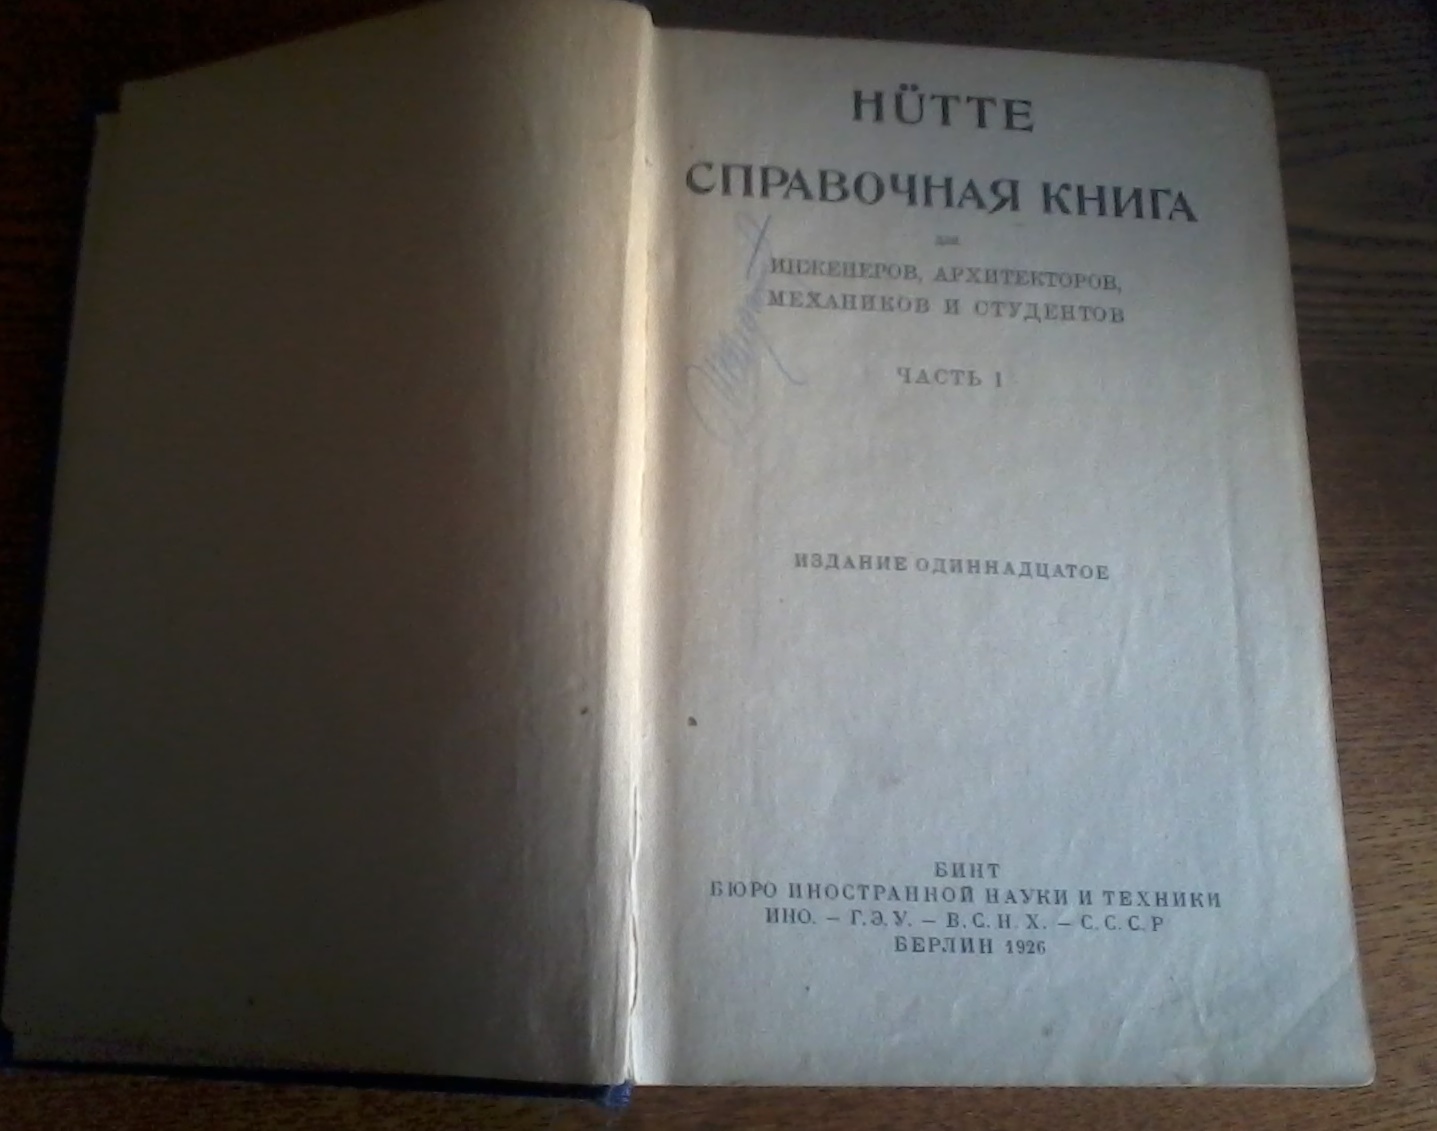 HÜTTE
СПРАВОЧНАЯ КНИГА
для
ИНЖЕНЕРОВ, АРХИТЕКТОРОВ,
МЕХАНИКОВ И СТУДЕНТОВ
ЧАСТЬ I
ИЗДАНИЕ ОДИННАДЦАТОЕ
БИНТ
БЮРО ИНОСТРАННОЙ НАУКИ И ТЕХНИКИ
ИНО. – Г.Э.У. – В.С.Н.Х. – С.С.С.Р
БЕРЛИН 1926